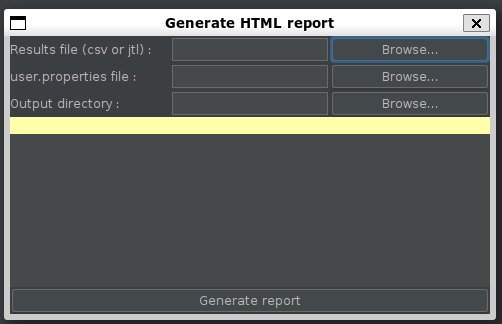 Generate HTML report
Results file (csv or jtl) : Browse...
user.properties file : Browse...
Output directory : Browse...
Generate report